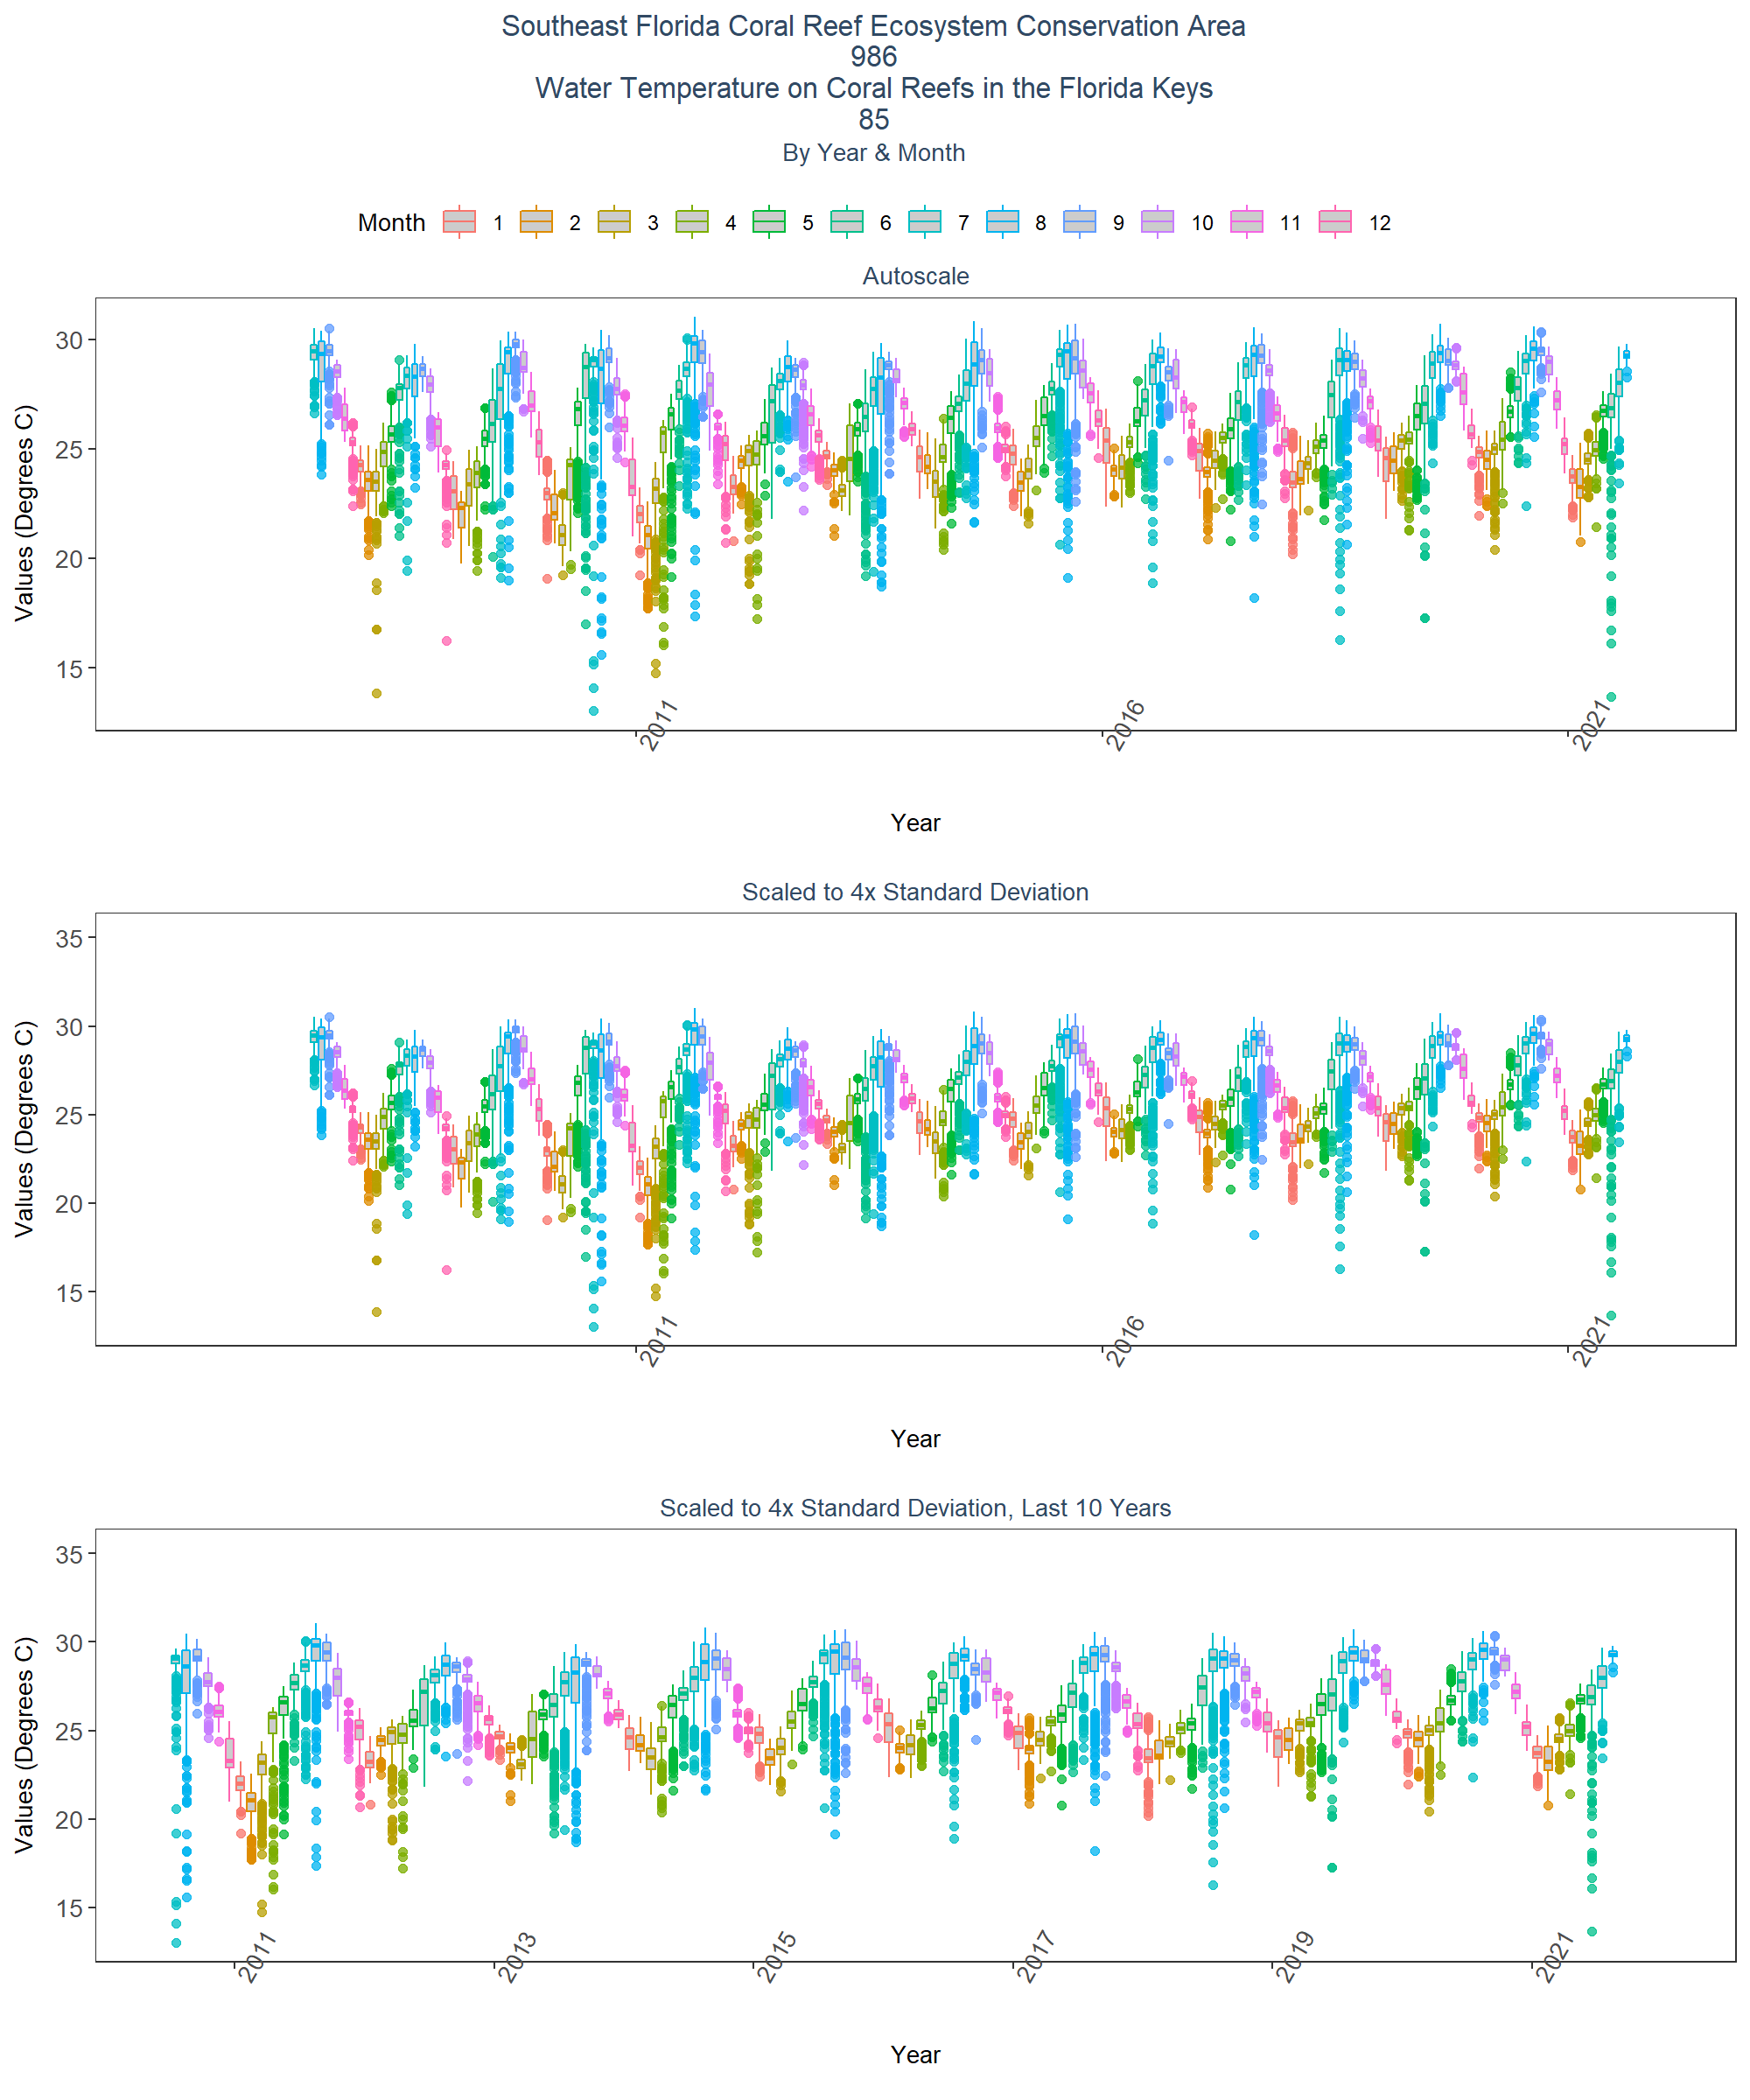 Southeast Florida Coral Reef Ecosystem Conservation Area
986
Water Temperature on Coral Reefs in the Florida Keys
85
By Year & Month
Month 1 2 3 4 5 6 7 8 9 10 11 12
Autoscale
Values (Degrees C)
30
25
20
15
2011 2016 2021
Year
Scaled to 4x Standard Deviation
Values (Degrees C)
35
30
25
20
15
2011 2016 2021
Year
Scaled to 4x Standard Deviation, Last 10 Years
Values (Degrees C)
35
30
25
20
15
2011 2013 2015 2017 2019 2021
Year